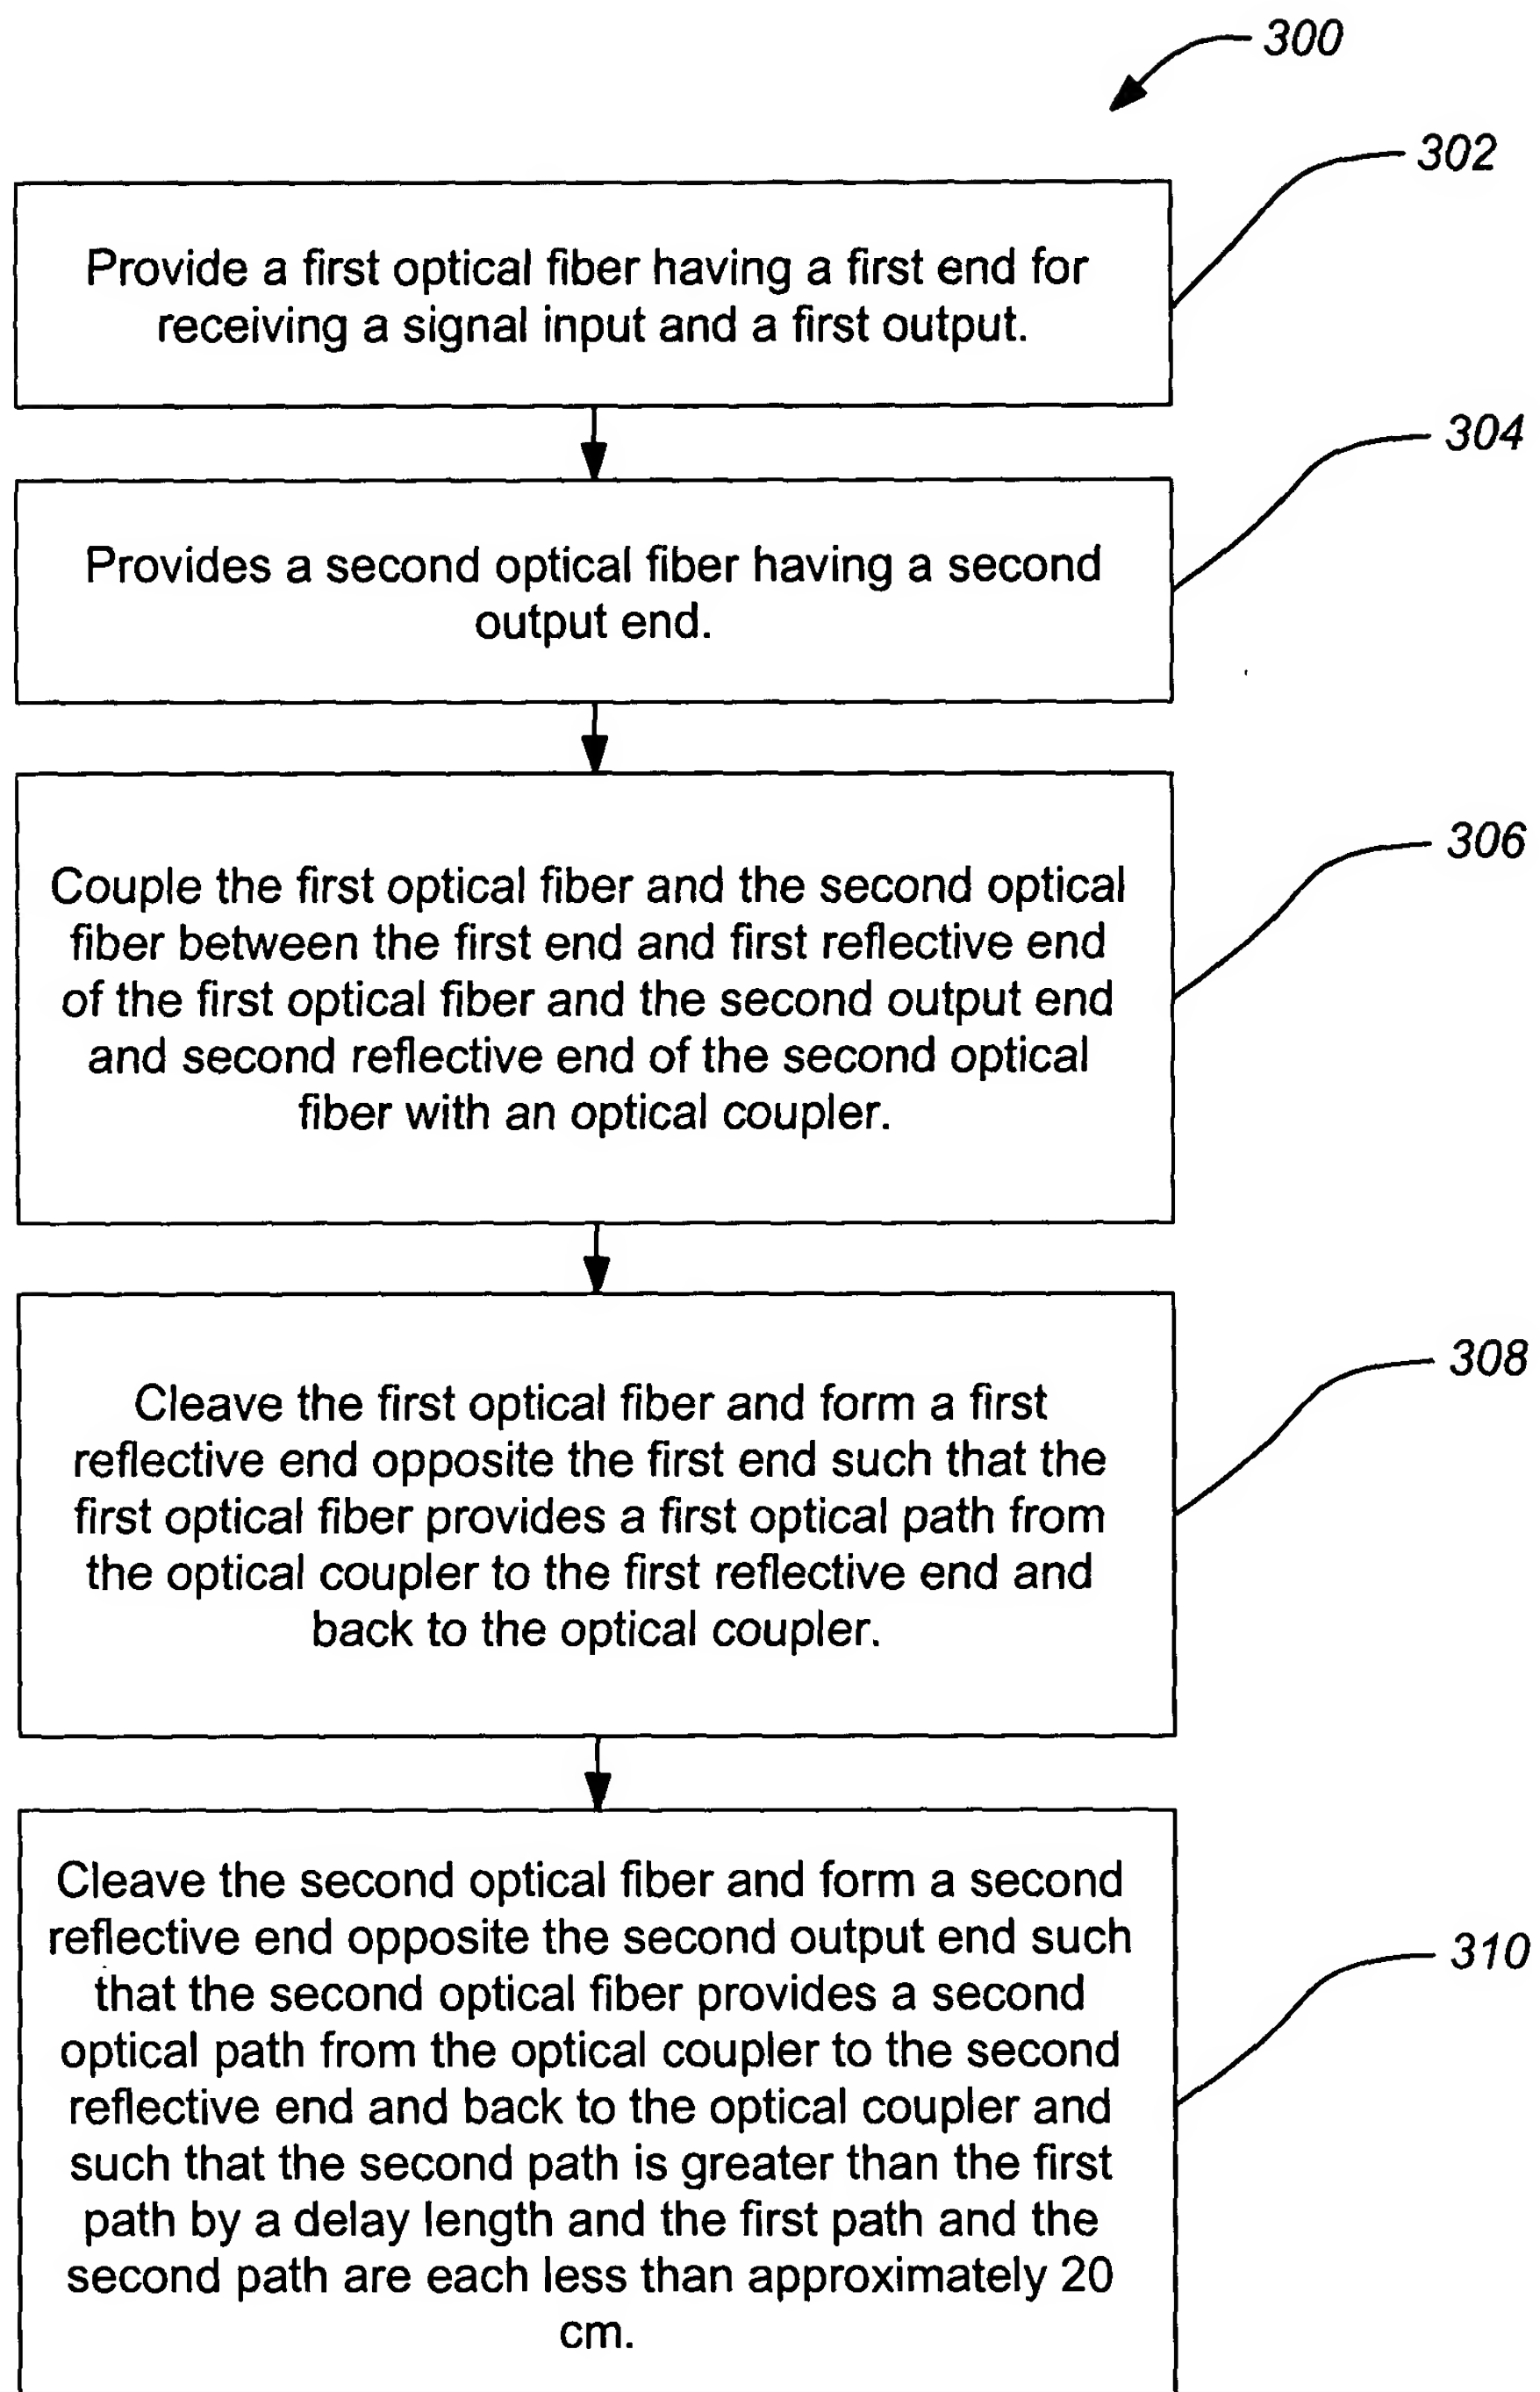 300
302
Provide a first optical fiber having a first end for
receiving a signal input and a first output.
304
Provides a second optical fiber having a second
output end.
306
Couple the first optical fiber and the second optical
fiber between the first end and first reflective end
of the first optical fiber and the second output end
and second reflective end of the second optical
fiber with an optical coupler.
308
Cleave the first optical fiber and form a first
reflective end opposite the first end such that the
first optical fiber provides a first optical path from
the optical coupler to the first reflective end and
back to the optical coupler.
310
Cleave the second optical fiber and form a second
reflective end opposite the second output end such
that the second optical fiber provides a second
optical path from the optical coupler to the second
reflective end and back to the optical coupler and
such that the second path is greater than the first
path by a delay length and the first path and the
second path are each less than approximately 20
cm.